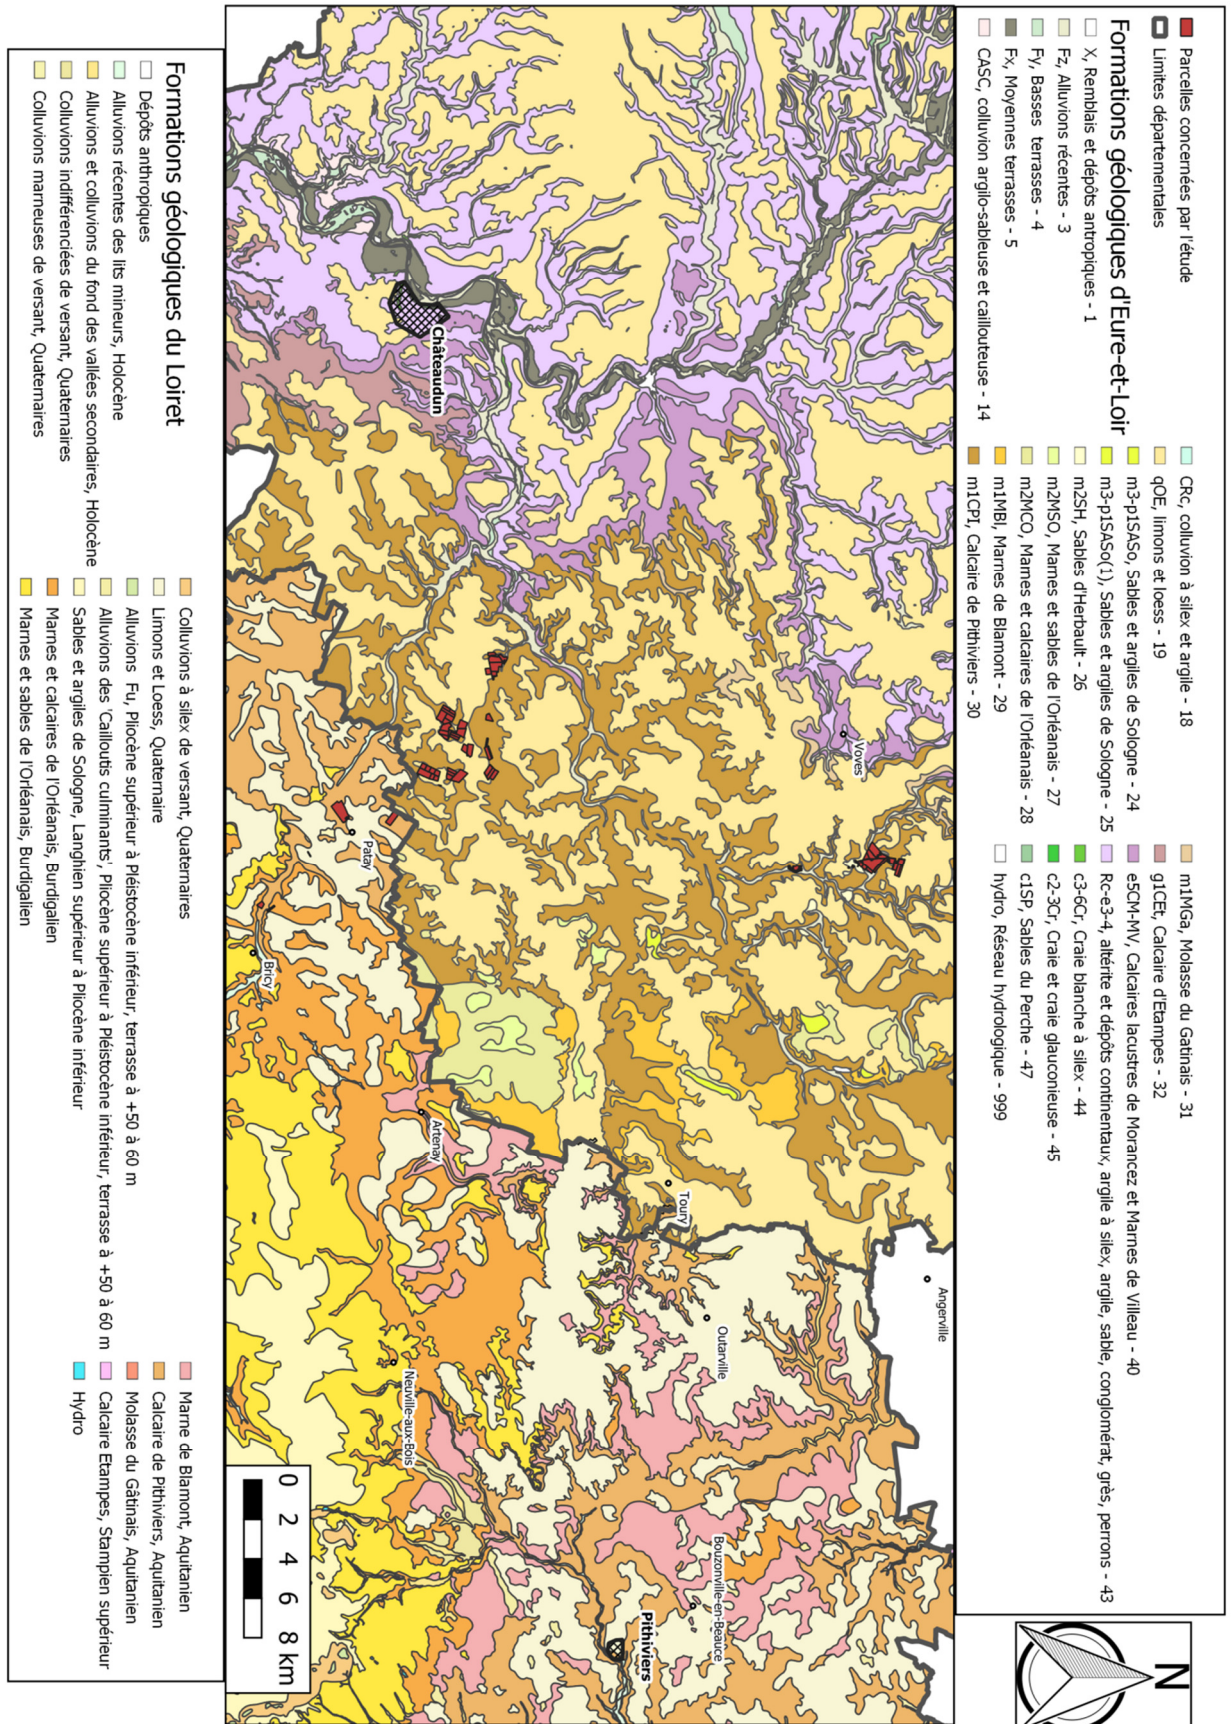 Parcelles concernées par l'étude
Limites départementales
Formations géologiques d'Eure-et-Loir
X, Remblais et dépôts antropiques - 1
Fz, Alluvions récentes - 3
Fy, Basses terrasses - 4
Fx, Moyennes terrasses - 5
CASC, colluvion argilo-sableuse et caillouteuse - 14
CRc, colluvion à silex et argile - 18
qOE, limons et loess - 19
m3-p1SASo, Sables et argiles de Sologne - 24
m3-p1SASo(1), Sables et argiles de Sologne - 25
m2SH, Sables d'Herbault - 26
m2MSO, Marnes et sables de l'Orléanais - 27
m2MCO, Marnes et calcaires de l'Orléanais - 28
m1MBl, Marnes de Blamont - 29
m1CPI, Calcaire de Pithiviers - 30
m1MGa, Molasse du Gatinais - 31
g1CEt, Calcaire d'Etampes - 32
e5CM-MV, Calcaires lacustres de Morancez et Marnes de Villeau - 40
Rc-e3-4, altérite et dépôts continentaux, argile à silex, argile, sable, conglomérat, grès, perrons - 43
c3-6Cr, Craie blanche à silex - 44
c2-3Cr, Craie et craie glauconieuse - 45
c1SP, Sables du Perche - 47
hydro, Réseau hydrologique - 999
N
Angerville
Voves
Toury
Outarville
Bouzonville-en-Beauce
Pithiviers
Châteaudun
Patay
Artenay
Neuville-aux-Bois
Bricy
0 2 4 6 8 km
Formations géologiques du Loiret
Dépôts anthropiques
Alluvions récentes des lits mineurs, Holocène
Alluvions et colluvions du fond des vallées secondaires, Holocène
Colluvions indifférenciées de versant, Quaternaires
Colluvions marneuses de versant, Quaternaires
Colluvions à silex de versant, Quaternaires
Limons et Loess, Quaternaire
Alluvions Fu, Pliocène supérieur à Pléistocène inférieur, terrasse à +50 à 60 m
Alluvions des 'Cailloutis culminants', Pliocène supérieur à Pléistocène inférieur, terrasse à +50 à 60 m
Sables et argiles de Sologne, Langhien supérieur à Pliocène inférieur
Marnes et calcaires de l'Orléanais, Burdigalien
Marnes et sables de l'Orléanais, Burdigalien
Marne de Blamont, Aquitanien
Calcaire de Pithiviers, Aquitanien
Molasse du Gâtinais, Aquitanien
Calcaire Etampes, Stampien supérieur
Hydro